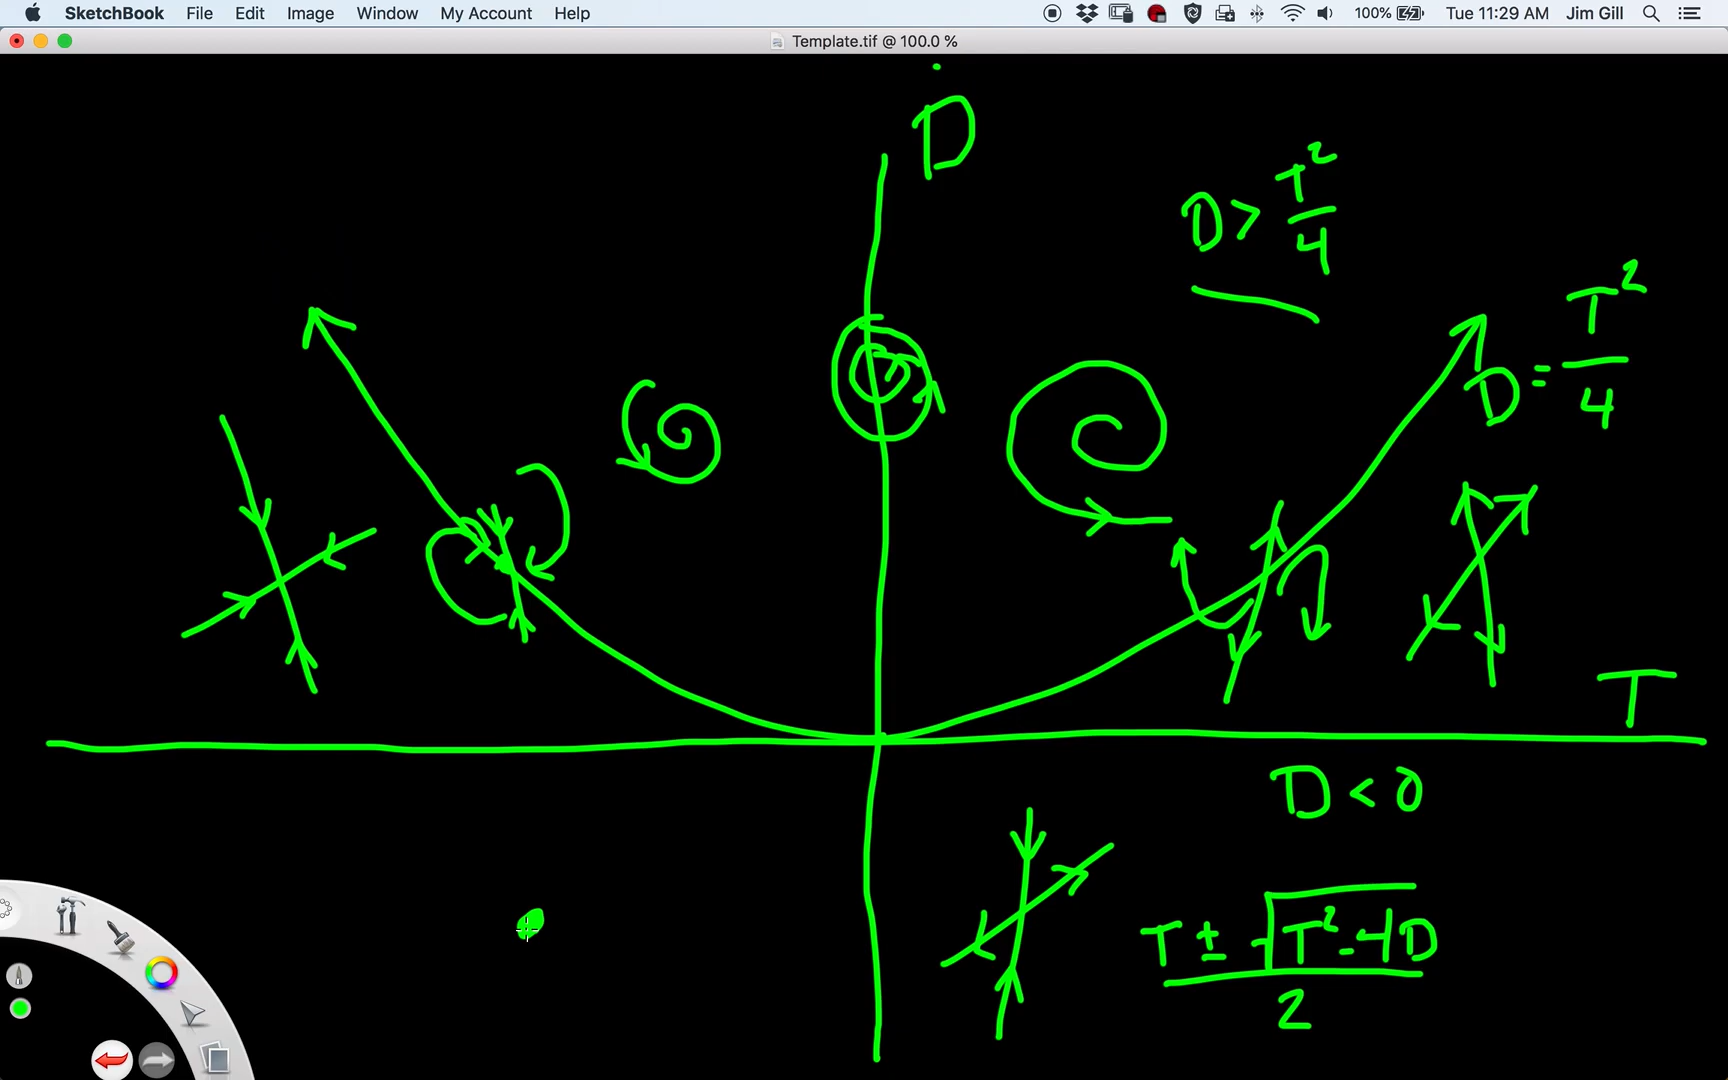 SketchBook File Edit Image Window My Account Help 100% Tue 11:29 AM Jim Gill
Template.tif @ 100.0 %
D
D > T²/4
D = T²/4
T
D < 0
T ± √T² - 4D
2